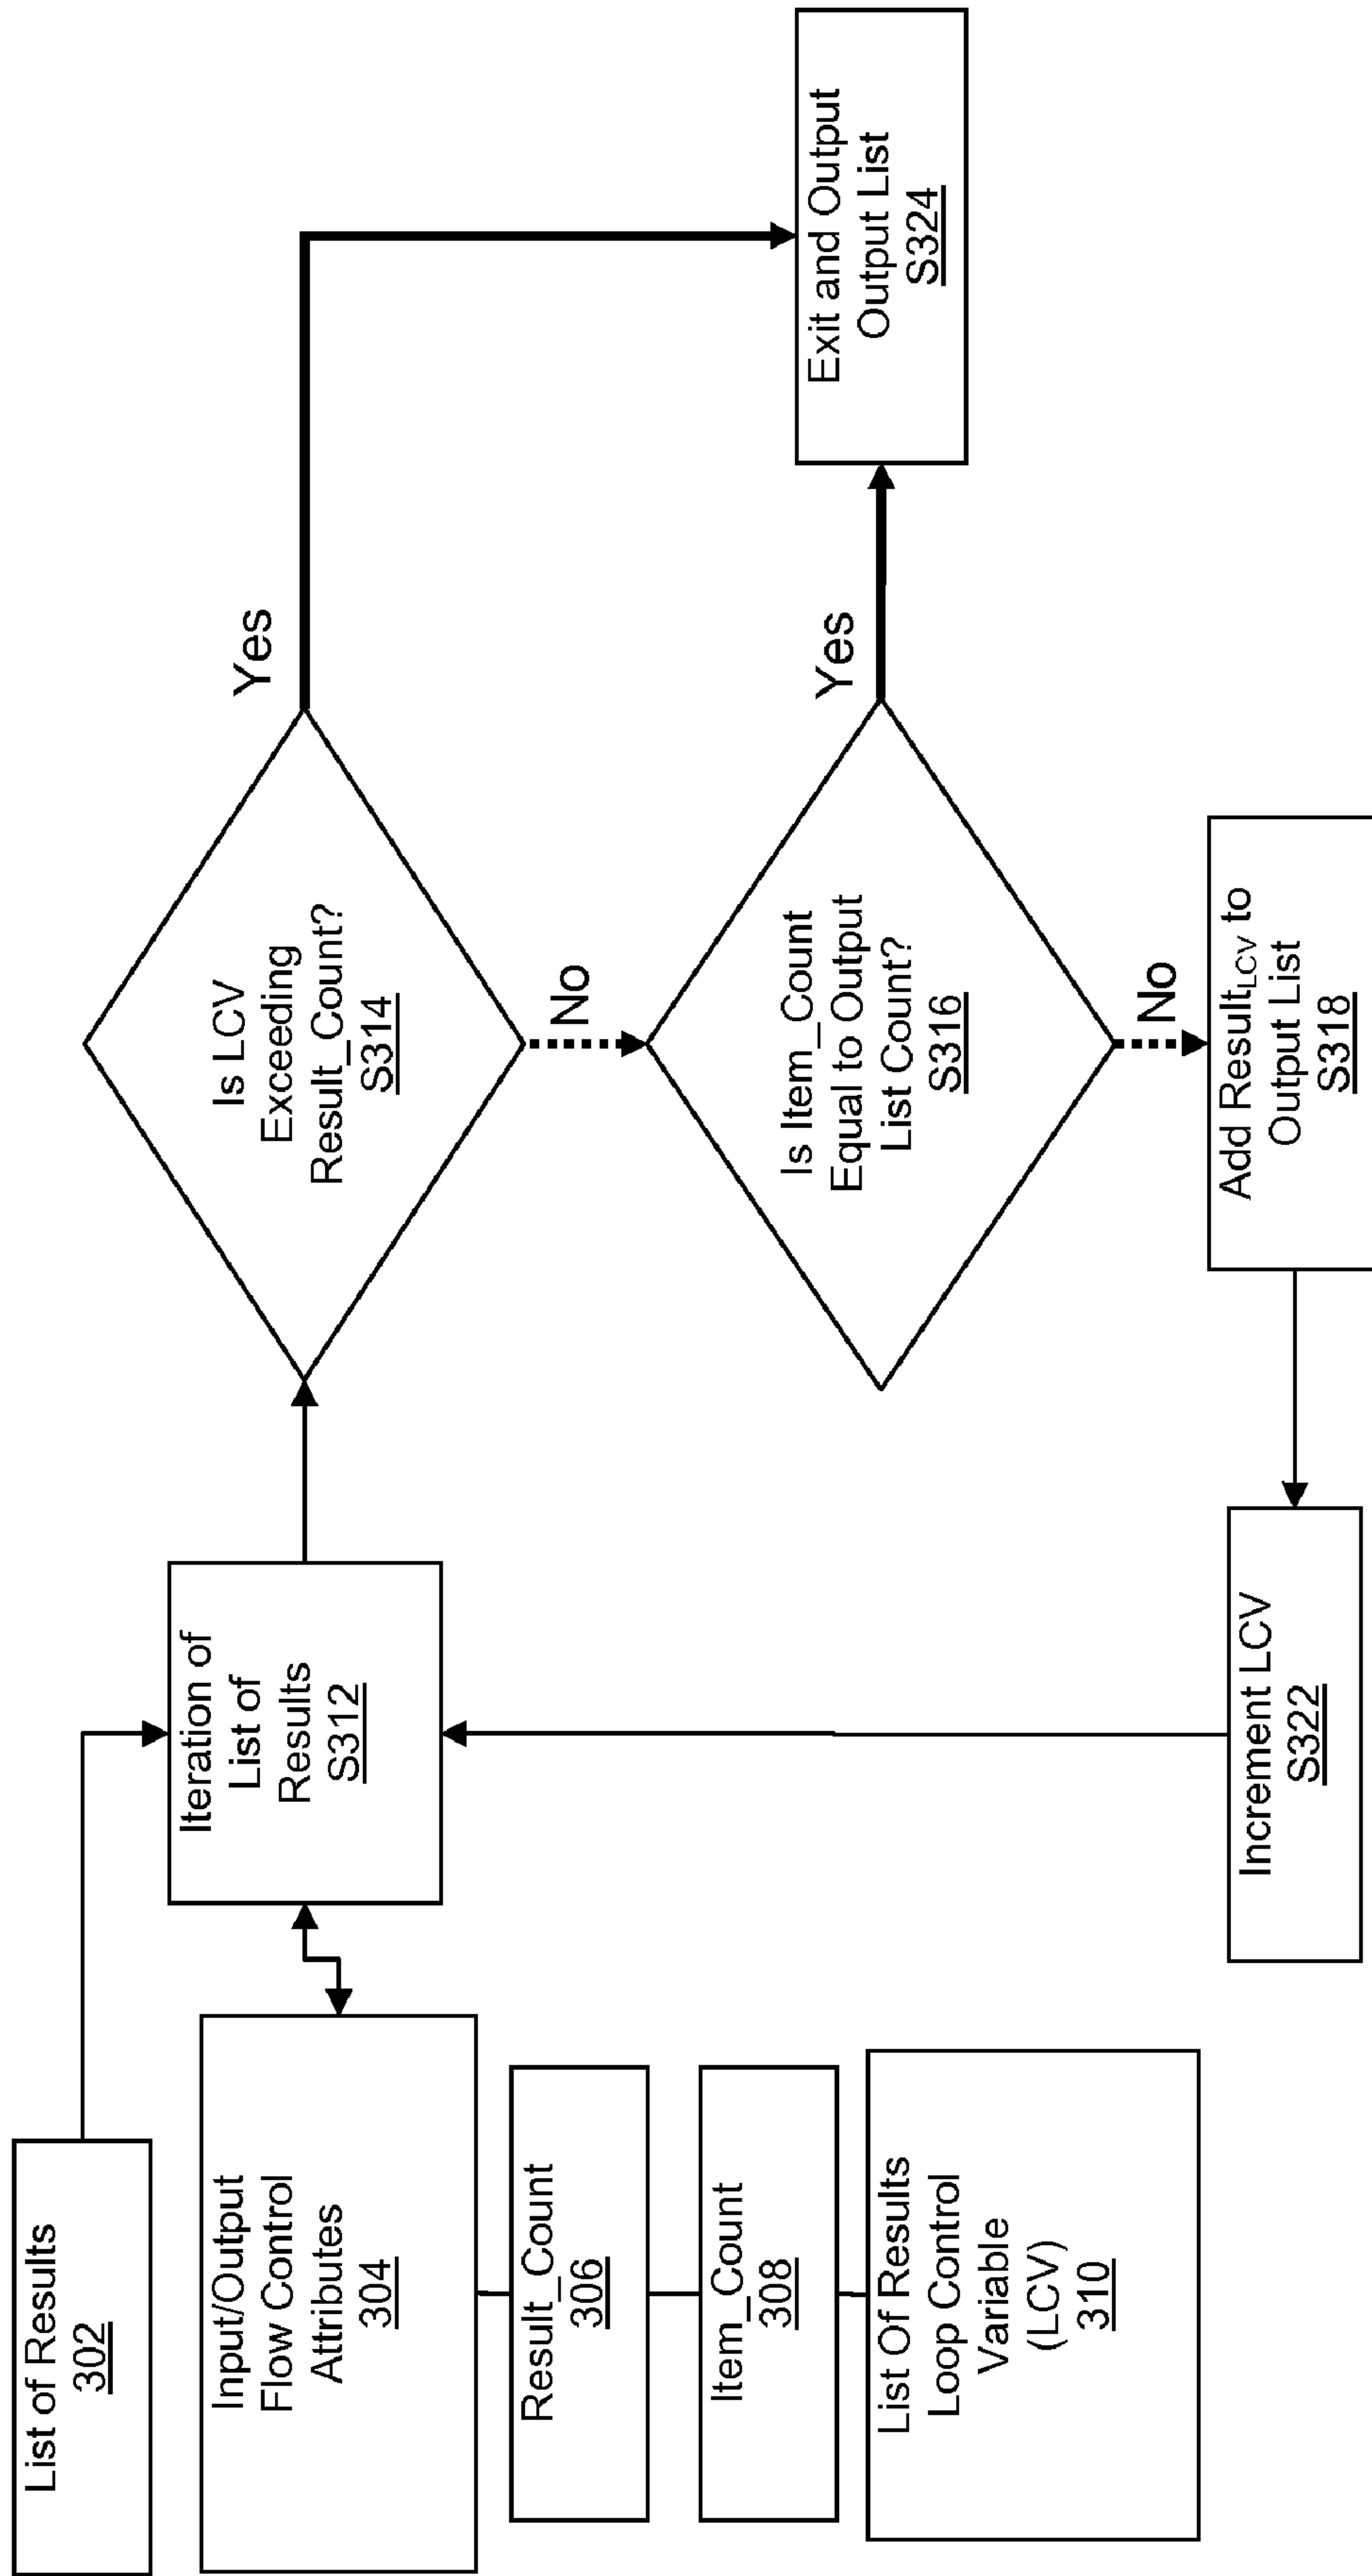 List of Results
302
Input/Output
Flow Control
Attributes
304
Result_Count
306
Item_Count
308
List Of Results
Loop Control
Variable
(LCV)
310
Iteration of
List of
Results
S312
Is LCV
Exceeding
Result_Count?
S314
Yes
No
Is Item_Count
Equal to Output
List Count?
S316
Yes
No
Add ResultLCV to
Output List
S318
Increment LCV
S322
Exit and Output
Output List
S324